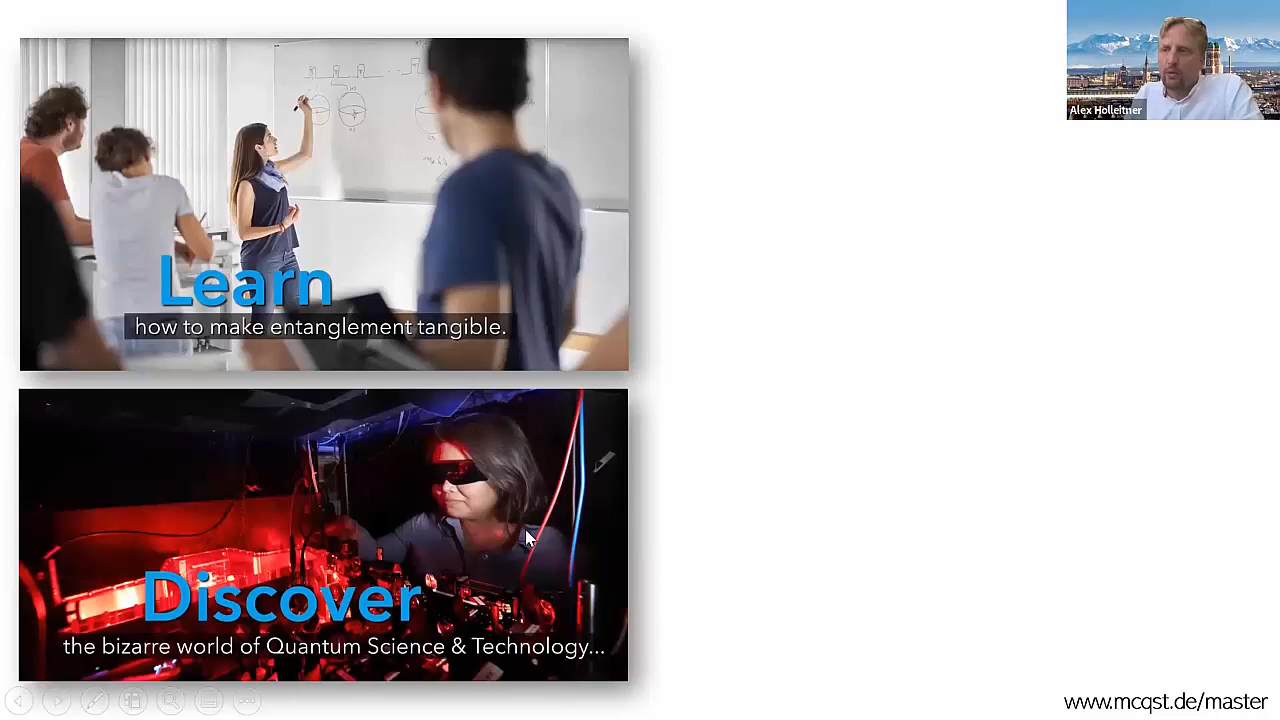 Learn
how to make entanglement tangible.
Discover
the bizarre world of Quantum Science & Technology...
Alex Holleitner
www.mcqst.de/master